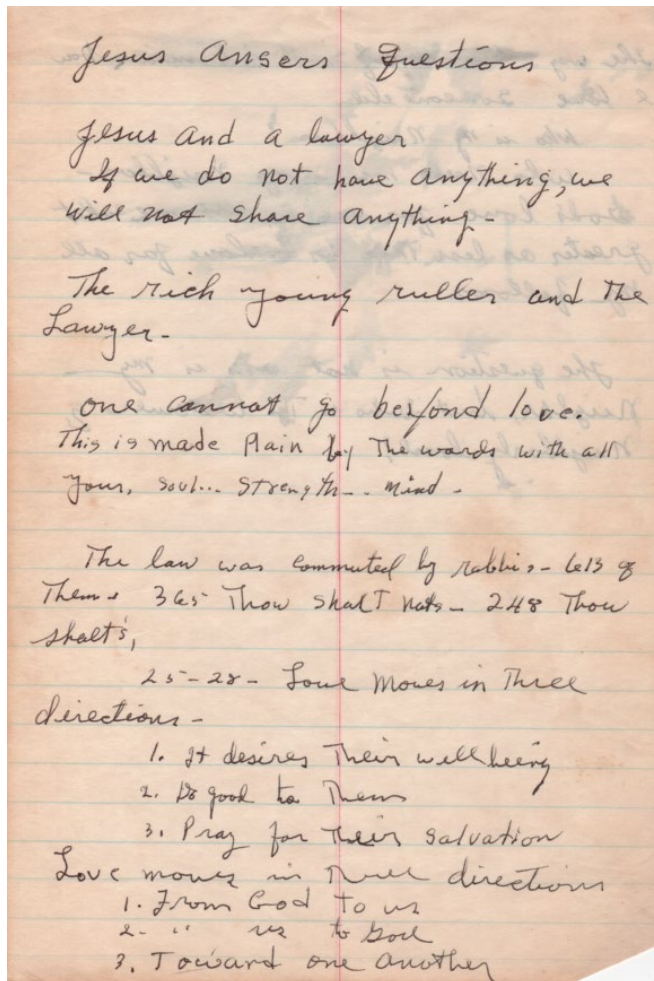 Jesus Ansers Questions
Jesus and a lawyer
If we do not have anything, we
will not share anything -
The rich young ruller and The
Lawyer -
one cannot go beyond love.
This is made Plain by The words with all
your, soul... strength... mind -
The law was commuted by rabbis - 613 of
Them - 365 Thow shalT nots - 248 Thow
shalt's,
25-28 - Love moves in Three
directions -
1. It desires Their well being
2. Do good to Them
3. Pray for Their salvation
Love moves in Three directions
1. From God To us
2. " us to God
3. Toward one another